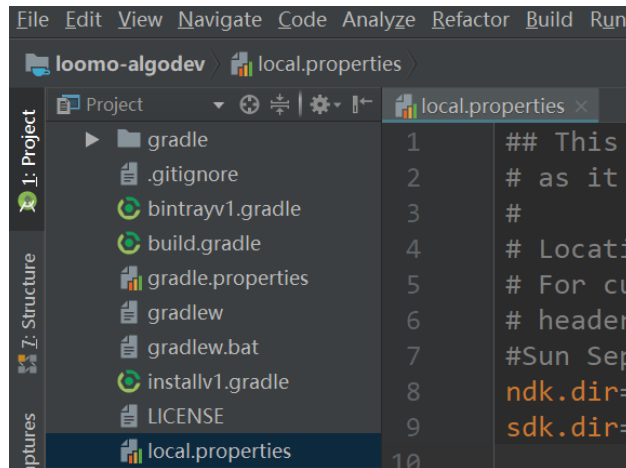 File Edit View Navigate Code Analyze Refactor Build
loomo-algodev local.properties
1: Project
7: Structure
Project
gradle
.gitignore
bintrayv1.gradle
build.gradle
gradle.properties
gradlew
gradlew.bat
installv1.gradle
LICENSE
local.properties
local.properties ×
1 ## This
2 # as it
3 #
4 # Locati
5 # For cu
6 # header
7 #Sun Sep
8 ndk.dir=
9 sdk.dir=
10